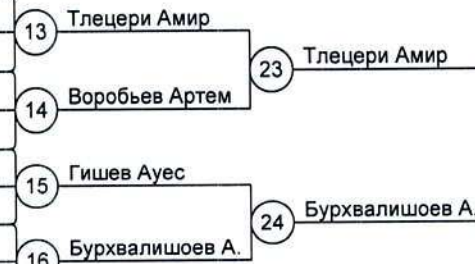 13 Тлецери Амир
23 Тлецери Амир
14 Воробьев Артем
15 Гишев Ауес
24 Бурхвалишоев А.
16 Бурхвалишоев А.